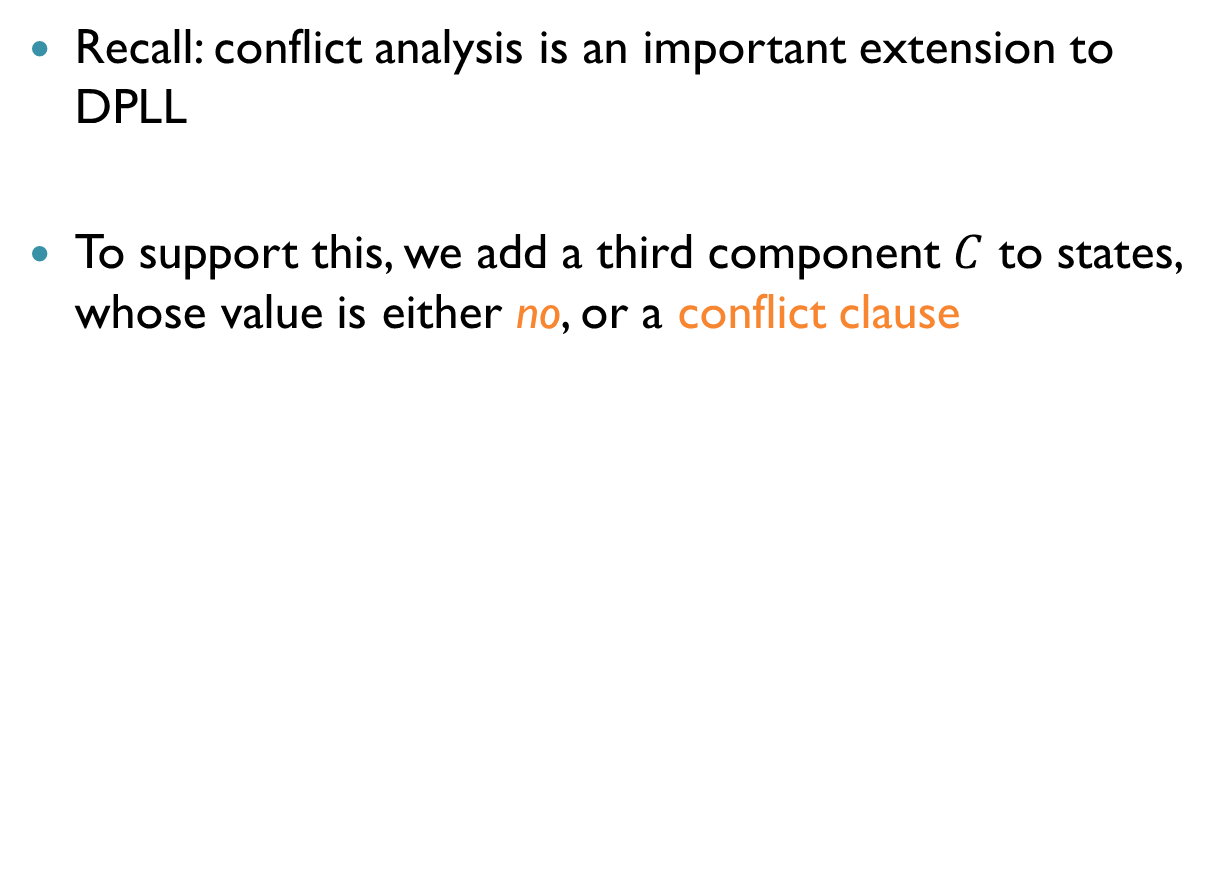 • Recall: conflict analysis is an important extension to
DPLL
• To support this, we add a third component 𝐶 to states,
whose value is either no, or a conflict clause